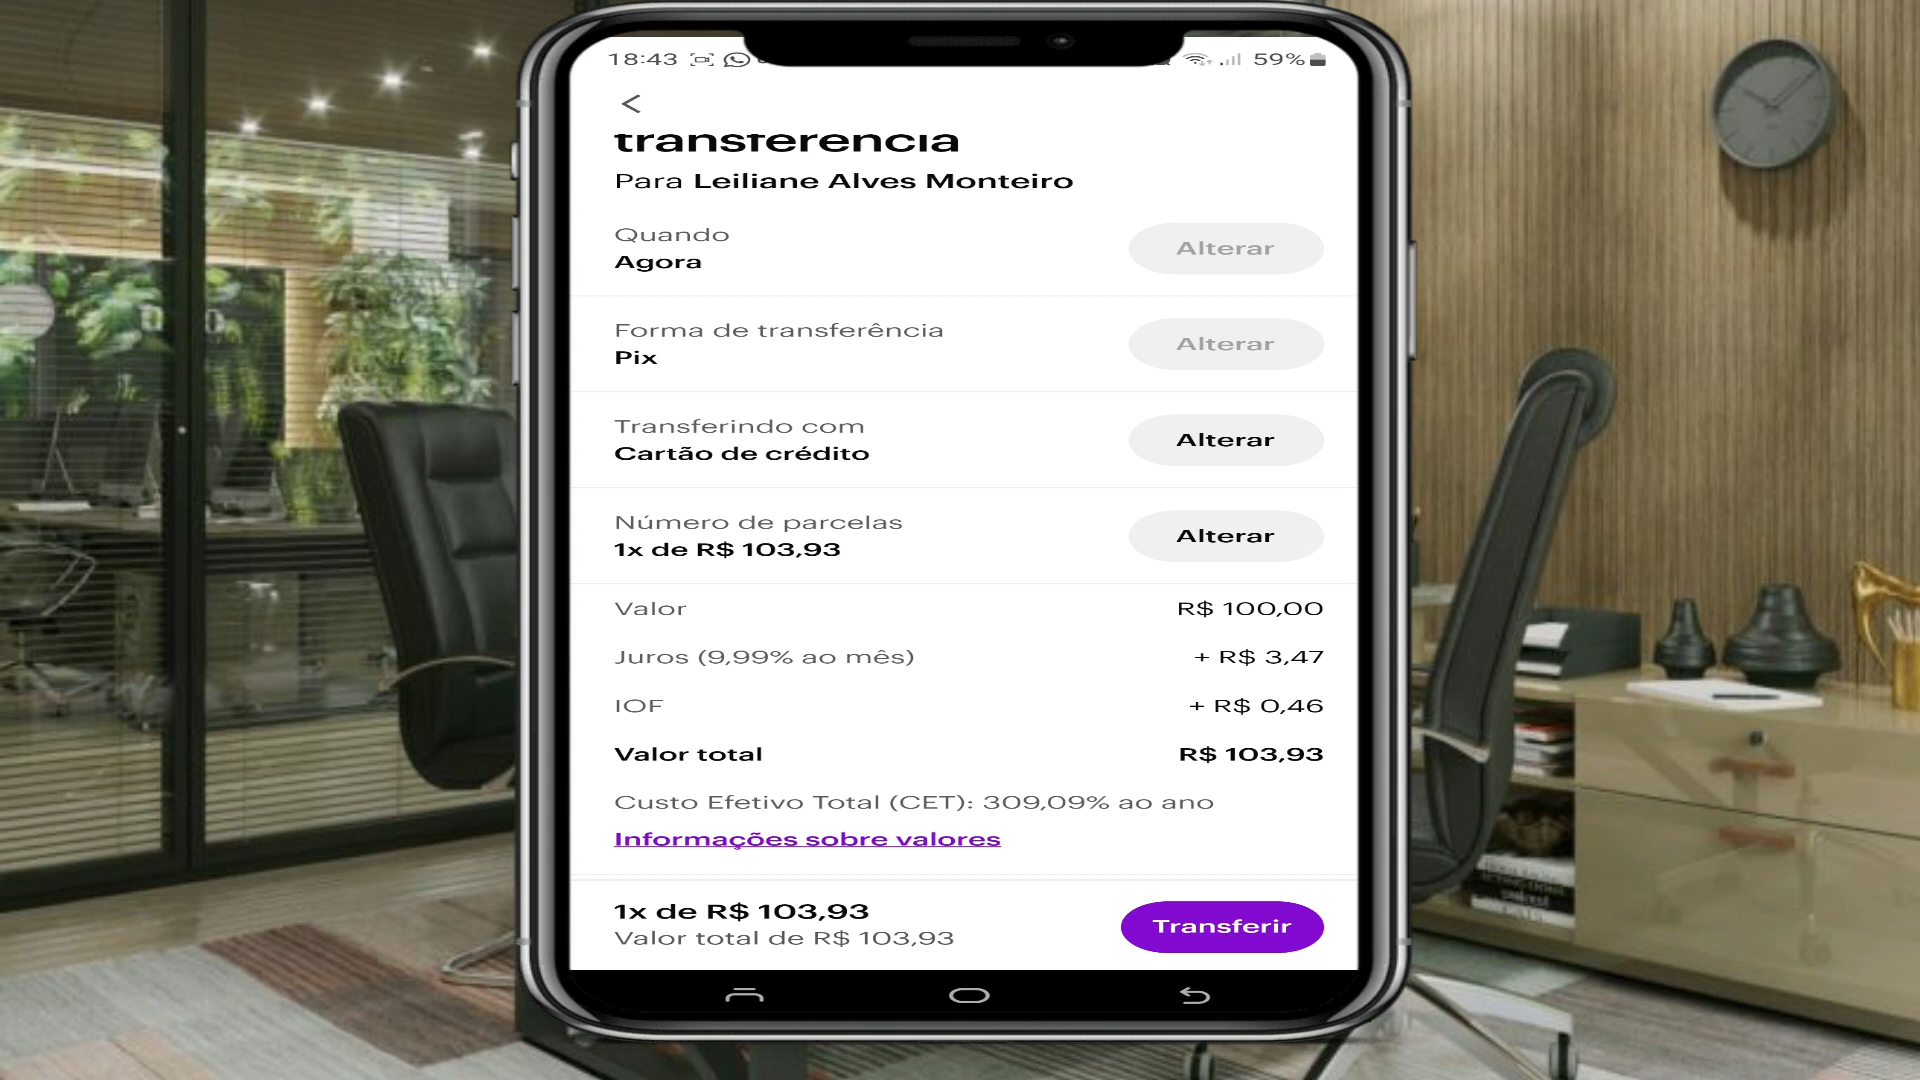 18:43
59%
transferência
Para Leiliane Alves Monteiro
Quando
Agora
Alterar
Forma de transferência
Pix
Alterar
Transferindo com
Cartão de crédito
Alterar
Número de parcelas
1x de R$ 103,93
Alterar
Valor
R$ 100,00
Juros (9,99% ao mês)
+ R$ 3,47
IOF
+ R$ 0,46
Valor total
R$ 103,93
Custo Efetivo Total (CET): 309,09% ao ano
Informações sobre valores
1x de R$ 103,93
Valor total de R$ 103,93
Transferir